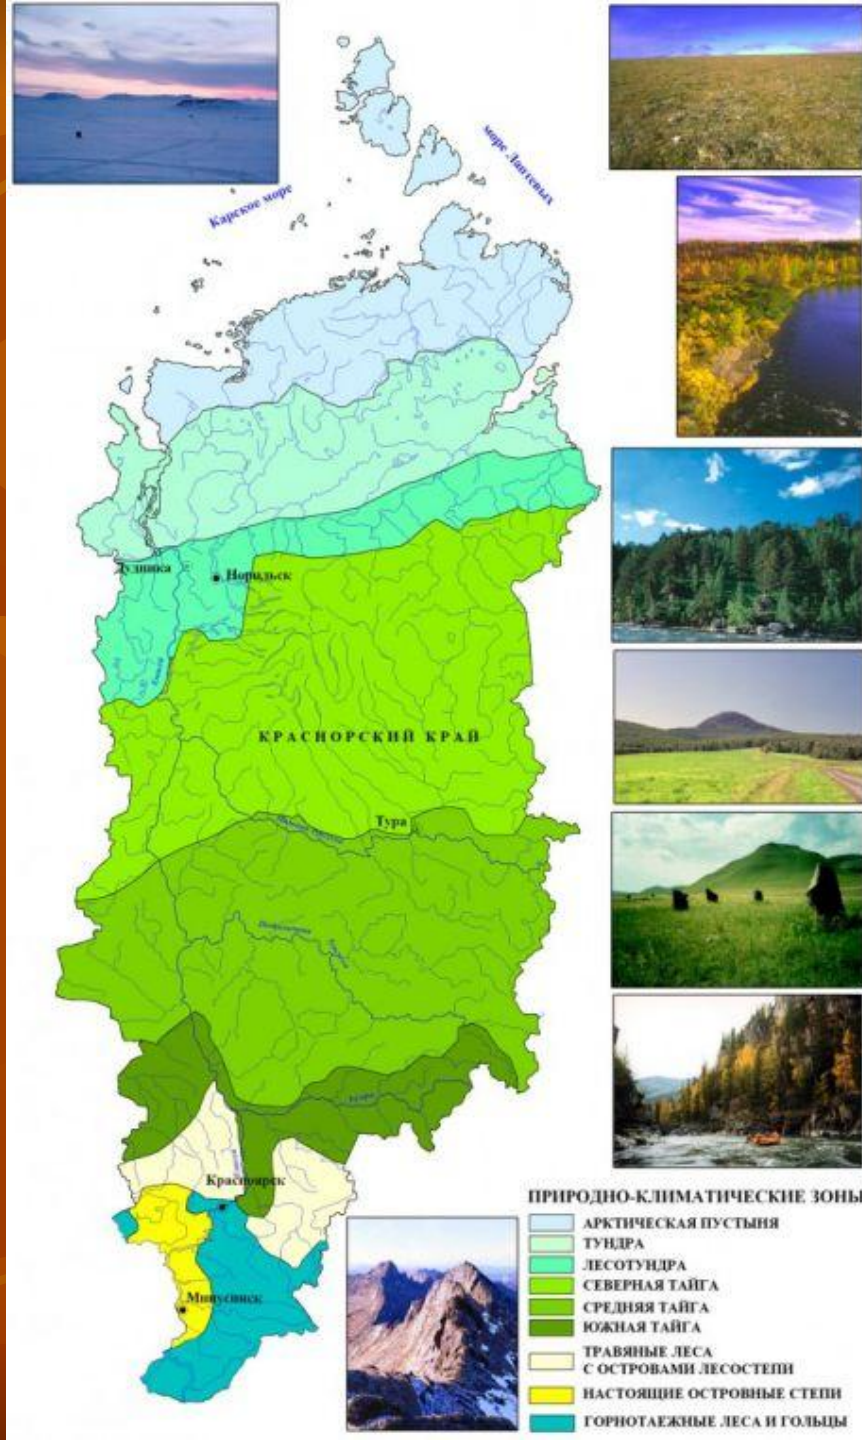 Карское море
море Лаптевых
Дудинка
Норильск
КРАСНОРСКИЙ КРАЙ
Тура
Красноярск
Минусинск
ПРИРОДНО-КЛИМАТИЧЕСКИЕ ЗОНЫ
АРКТИЧЕСКАЯ ПУСТЫНЯ
ТУНДРА
ЛЕСОТУНДРА
СЕВЕРНАЯ ТАЙГА
СРЕДНЯЯ ТАЙГА
ЮЖНАЯ ТАЙГА
ТРАВЯНЫЕ ЛЕСА
С ОСТРОВАМИ ЛЕСОСТЕПИ
НАСТОЯЩИЕ ОСТРОВНЫЕ СТЕПИ
ГОРНОТАЕЖНЫЕ ЛЕСА И ГОЛЬЦЫ